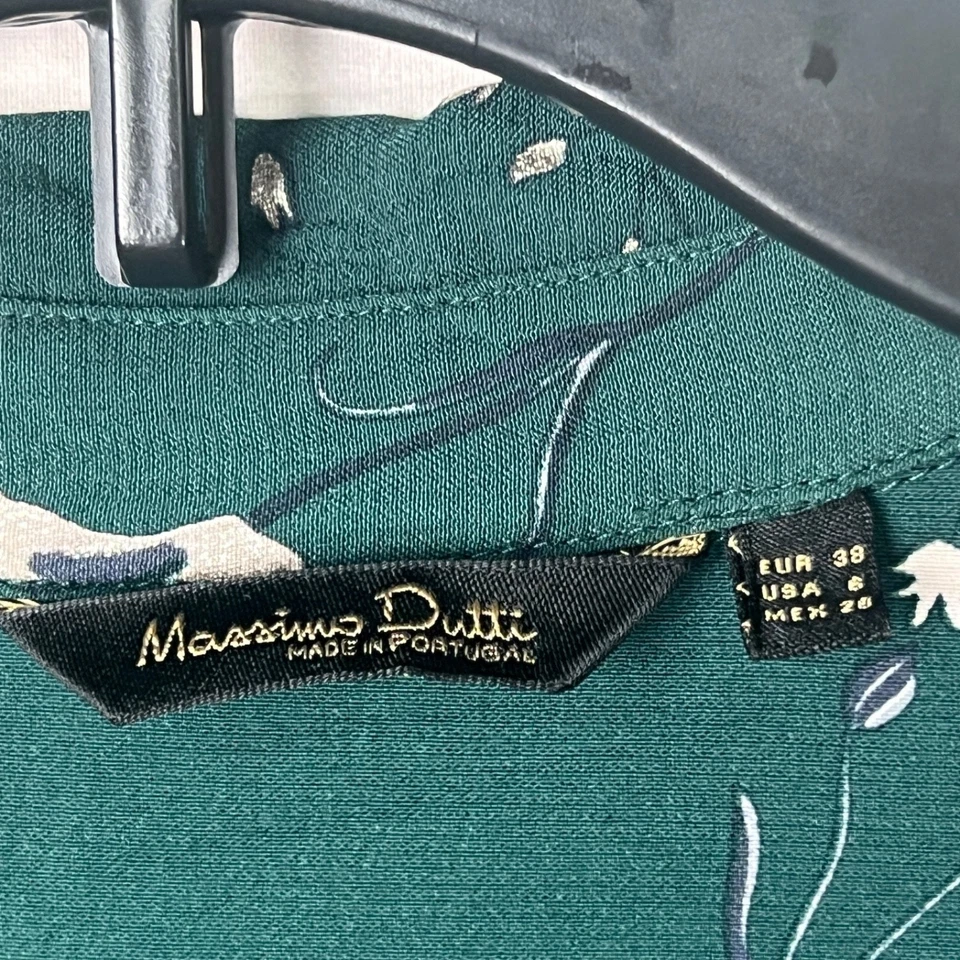 Massimo Dutti
MADE IN PORTUGAL
EUR 38
USA 6
MEX 28